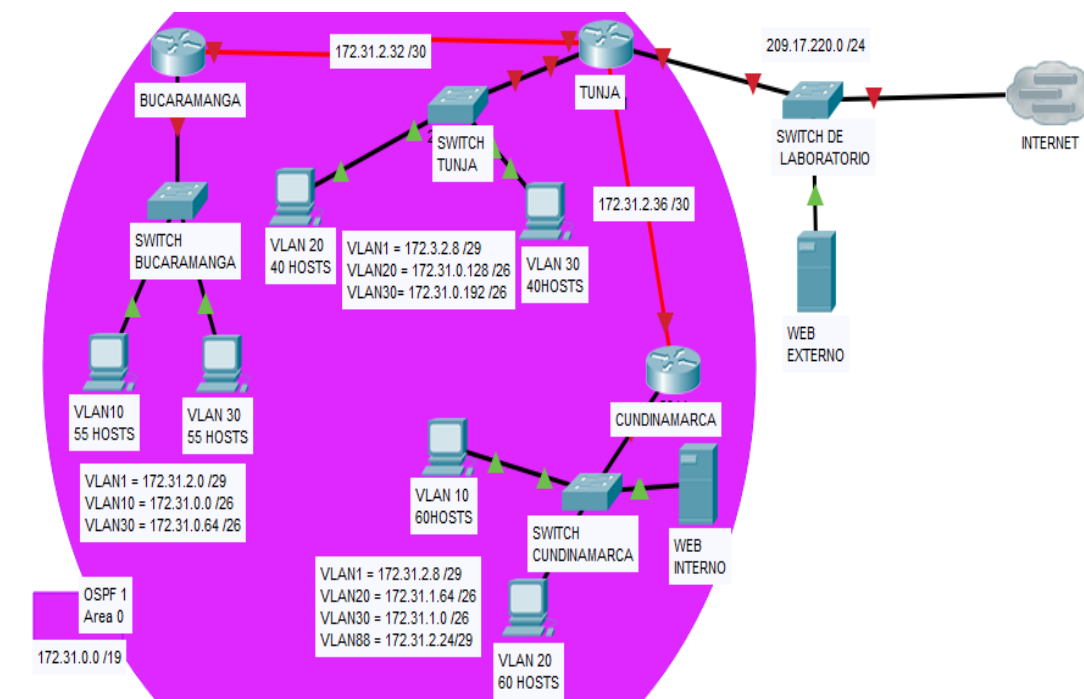 172.31.2.32 /30
209.17.220.0 /24
BUCARAMANGA
TUNJA
INTERNET
SWITCH DE
LABORATORIO
SWITCH
TUNJA
172.31.2.36 /30
SWITCH
BUCARAMANGA
VLAN 20
40 HOSTS
VLAN1 = 172.3.2.8 /29
VLAN20 = 172.31.0.128 /26
VLAN30= 172.31.0.192 /26
VLAN 30
40HOSTS
WEB
EXTERNO
VLAN10
55 HOSTS
VLAN 30
55 HOSTS
CUNDINAMARCA
VLAN1 = 172.31.2.0 /29
VLAN10 = 172.31.0.0 /26
VLAN30 = 172.31.0.64 /26
VLAN 10
60HOSTS
SWITCH
CUNDINAMARCA
WEB
INTERNO
VLAN1 = 172.31.2.8 /29
VLAN20 = 172.31.1.64 /26
VLAN30 = 172.31.1.0 /26
VLAN88 = 172.31.2.24/29
OSPF 1
Area 0
172.31.0.0 /19
VLAN 20
60 HOSTS